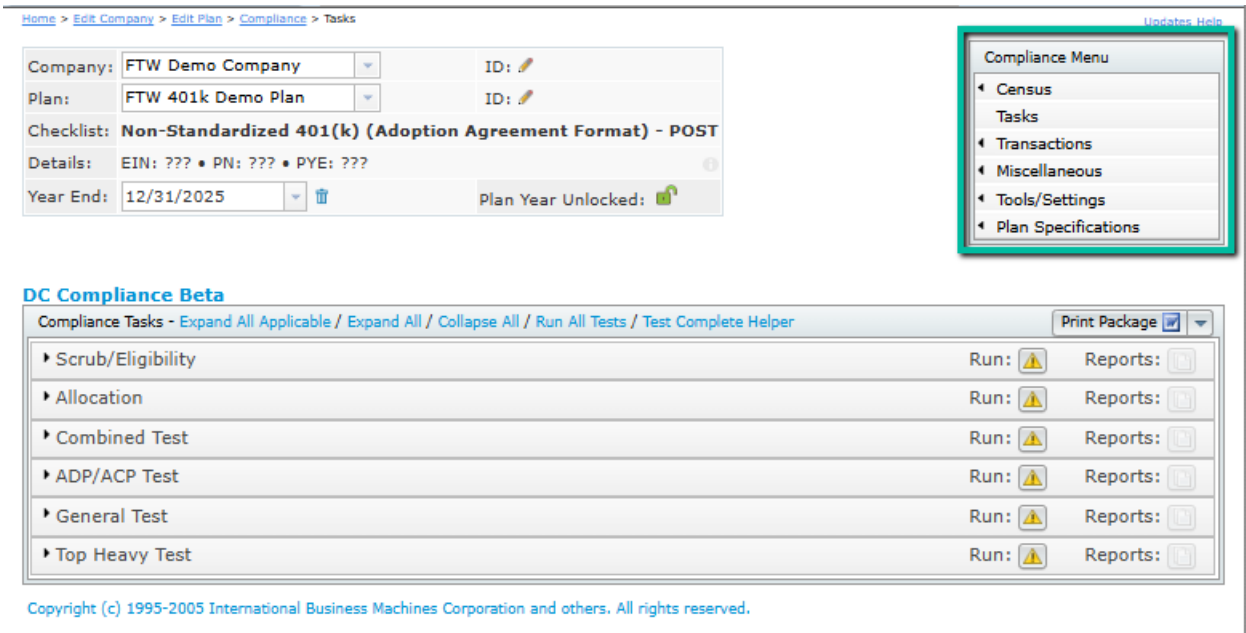 Home > Edit Company > Edit Plan > Compliance > Tasks
Updates Help
Company: FTW Demo Company ID:
Plan: FTW 401k Demo Plan ID:
Checklist: Non-Standardized 401(k) (Adoption Agreement Format) - POST
Details: EIN: ??? • PN: ??? • PYE: ???
Year End: 12/31/2025 Plan Year Unlocked:
Compliance Menu
Census
Tasks
Transactions
Miscellaneous
Tools/Settings
Plan Specifications
DC Compliance Beta
Compliance Tasks - Expand All Applicable / Expand All / Collapse All / Run All Tests / Test Complete Helper Print Package
Scrub/Eligibility Run: Reports:
Allocation Run: Reports:
Combined Test Run: Reports:
ADP/ACP Test Run: Reports:
General Test Run: Reports:
Top Heavy Test Run: Reports:
Copyright (c) 1995-2005 International Business Machines Corporation and others. All rights reserved.